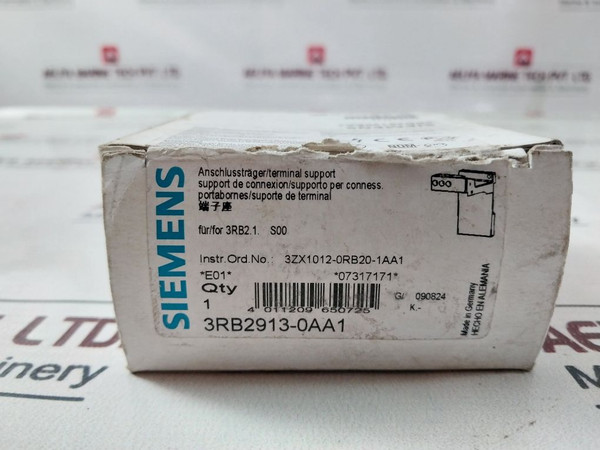 SIEMENS
Anschlussträger/terminal support
support de connexion/supporto per conness.
portabornes/suporte de terminal
端子座
für/for 3RB2.1. S00
Instr.Ord.No.: 3ZX1012-0RB20-1AA1
*E01* *07317171*
Qty
1
4 011209 650725
G/ 090824
K.-
3RB2913-0AA1
Made in Germany
HECHO EN ALEMANIA
LTD